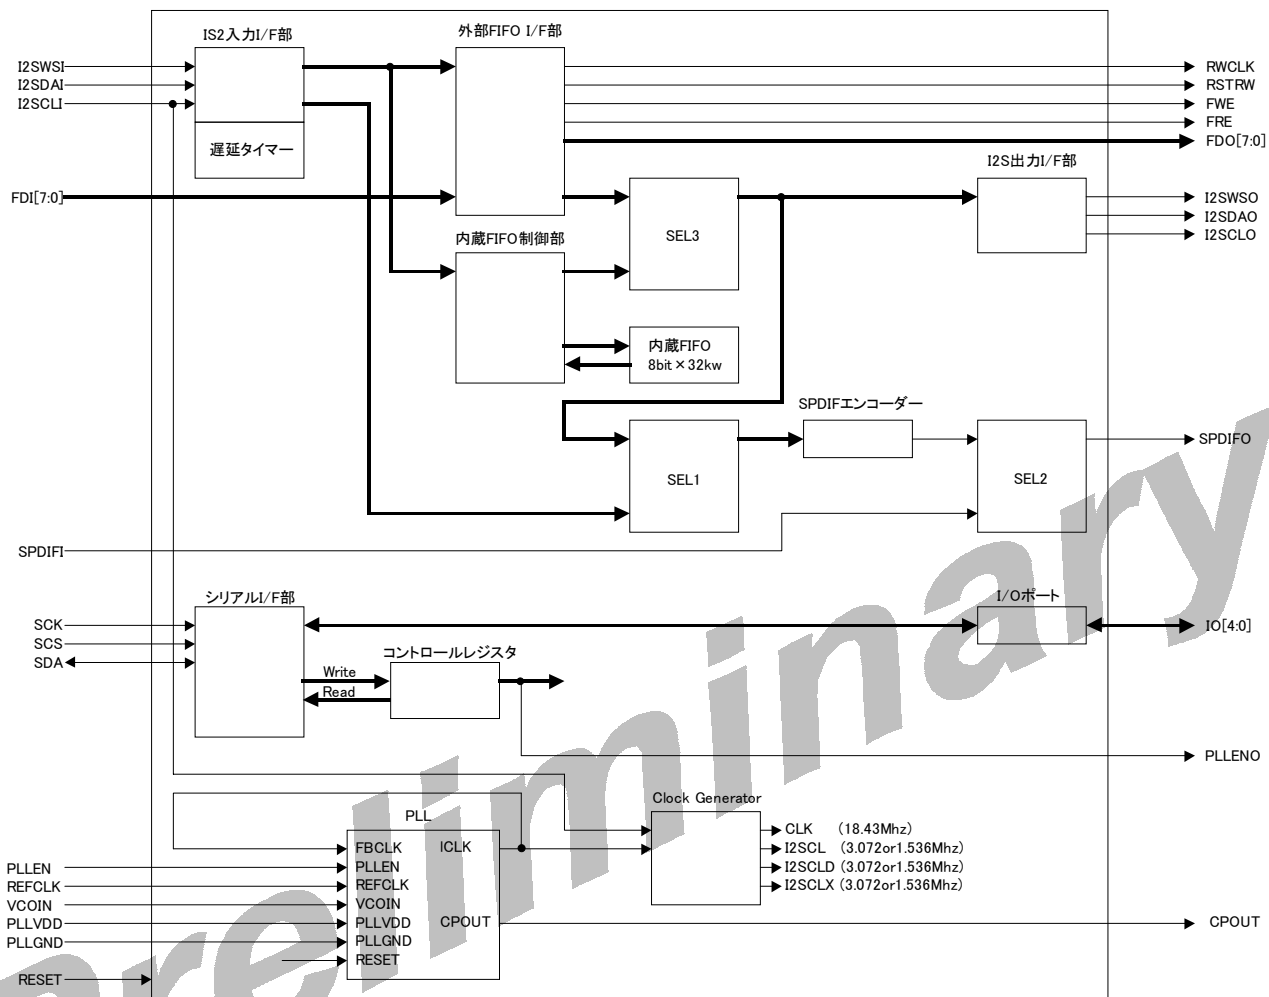 IS2入力I/F部
外部FIFO I/F部
I2SWSI
I2SDAI
I2SCLI
RWCLK
RSTRW
FWE
FRE
FDO[7:0]
遅延タイマー
I2S出力I/F部
FDI[7:0]
SEL3
I2SWSO
I2SDAO
I2SCLO
内蔵FIFO制御部
内蔵FIFO
8bit×32kw
SPDIFエンコーダー
SEL1
SEL2
SPDIFO
SPDIFI
シリアルI/F部
I/Oポート
SCK
SCS
SDA
IO[4:0]
コントロールレジスタ
Write
Read
PLLENO
PLL
Clock Generator
FBCLK
ICLK
PLLEN
REFCLK
VCOIN
PLLVDD
CPOUT
PLLGND
RESET
CLK (18.43Mhz)
I2SCL (3.072or1.536Mhz)
I2SCLD (3.072or1.536Mhz)
I2SCLX (3.072or1.536Mhz)
PLLEN
REFCLK
VCOIN
PLLVDD
PLLGND
RESET
CPOUT
Preliminary